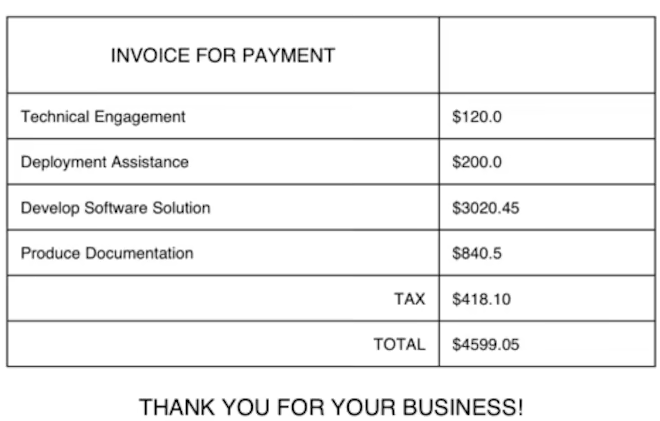 INVOICE FOR PAYMENT
Technical Engagement $120.0
Deployment Assistance $200.0
Develop Software Solution $3020.45
Produce Documentation $840.5
TAX $418.10
TOTAL $4599.05
THANK YOU FOR YOUR BUSINESS!